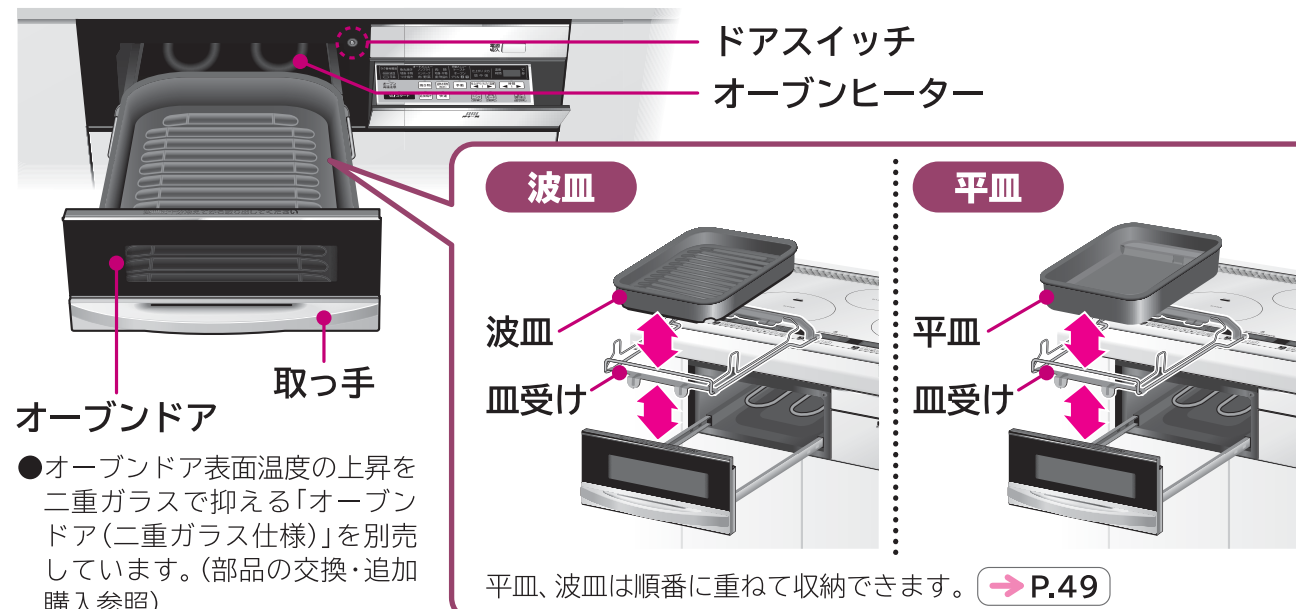 ドアスイッチ
オーブンヒーター
取っ手
オーブンドア
●オーブンドア表面温度の上昇を
二重ガラスで抑える「オーブン
ドア(二重ガラス仕様)」を別売
しています。(部品の交換・追加
購入参照)
波皿
波皿
皿受け
平皿
平皿
皿受け
平皿、波皿は順番に重ねて収納できます。 → P.49